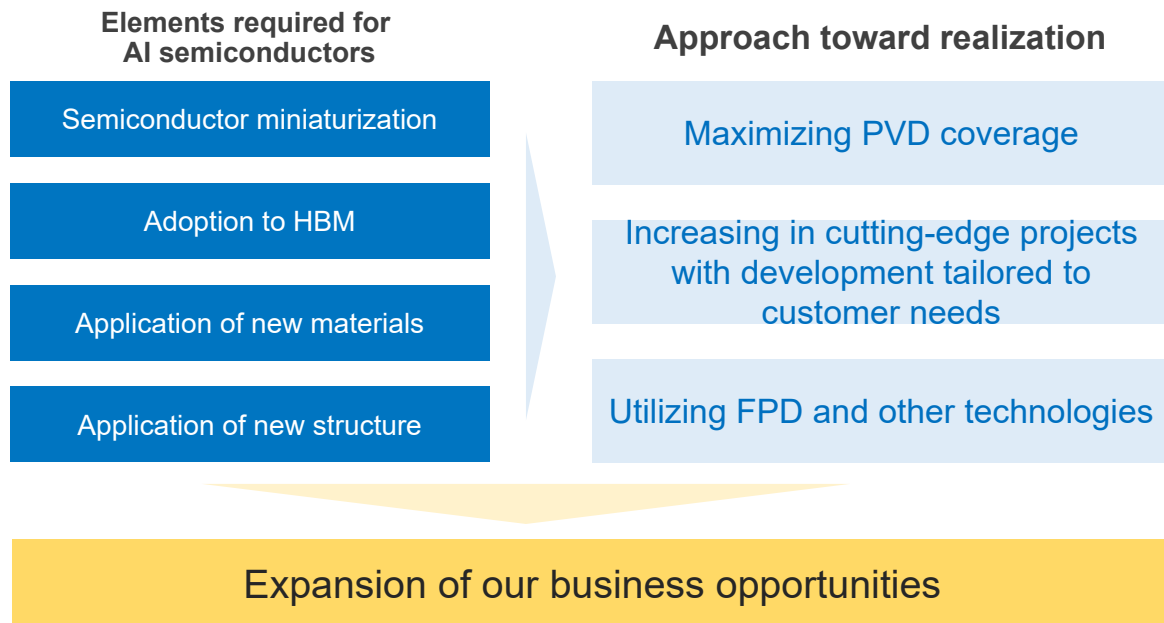 Elements required for
AI semiconductors
Semiconductor miniaturization
Adoption to HBM
Application of new materials
Application of new structure
Approach toward realization
Maximizing PVD coverage
Increasing in cutting-edge projects
with development tailored to
customer needs
Utilizing FPD and other technologies
Expansion of our business opportunities